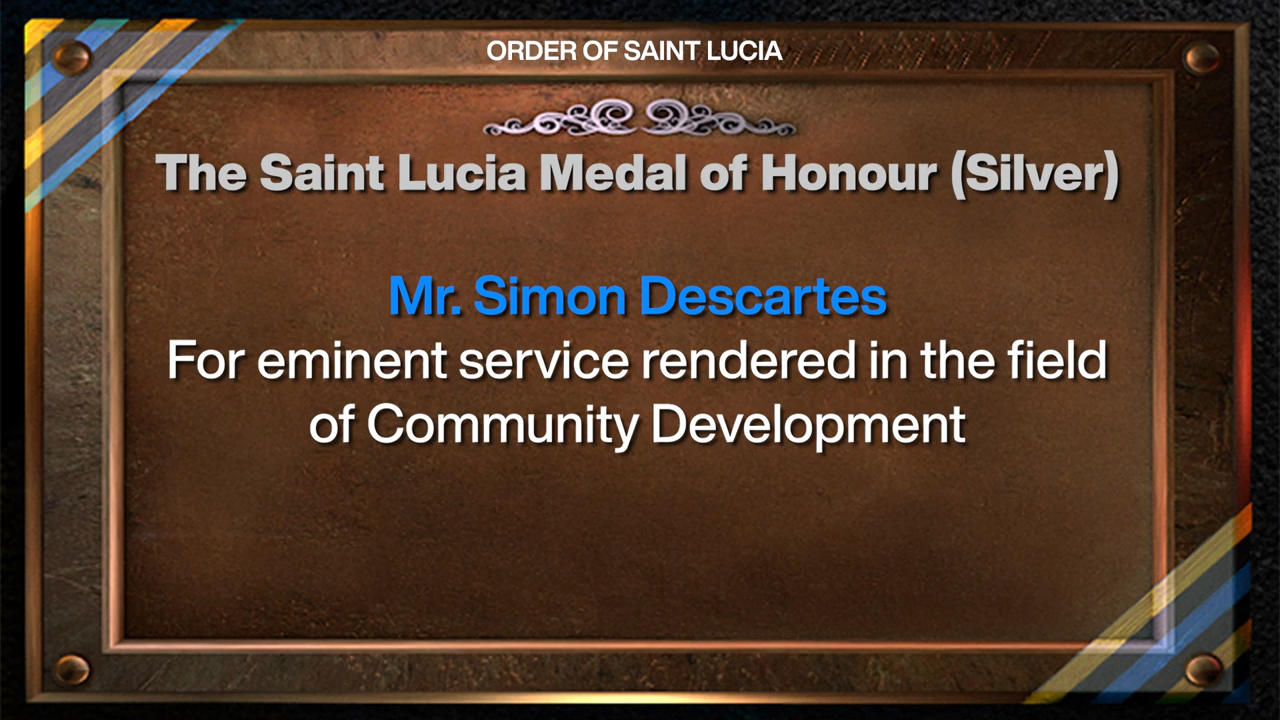 ORDER OF SAINT LUCIA
The Saint Lucia Medal of Honour (Silver)
Mr. Simon Descartes
For eminent service rendered in the field
of Community Development